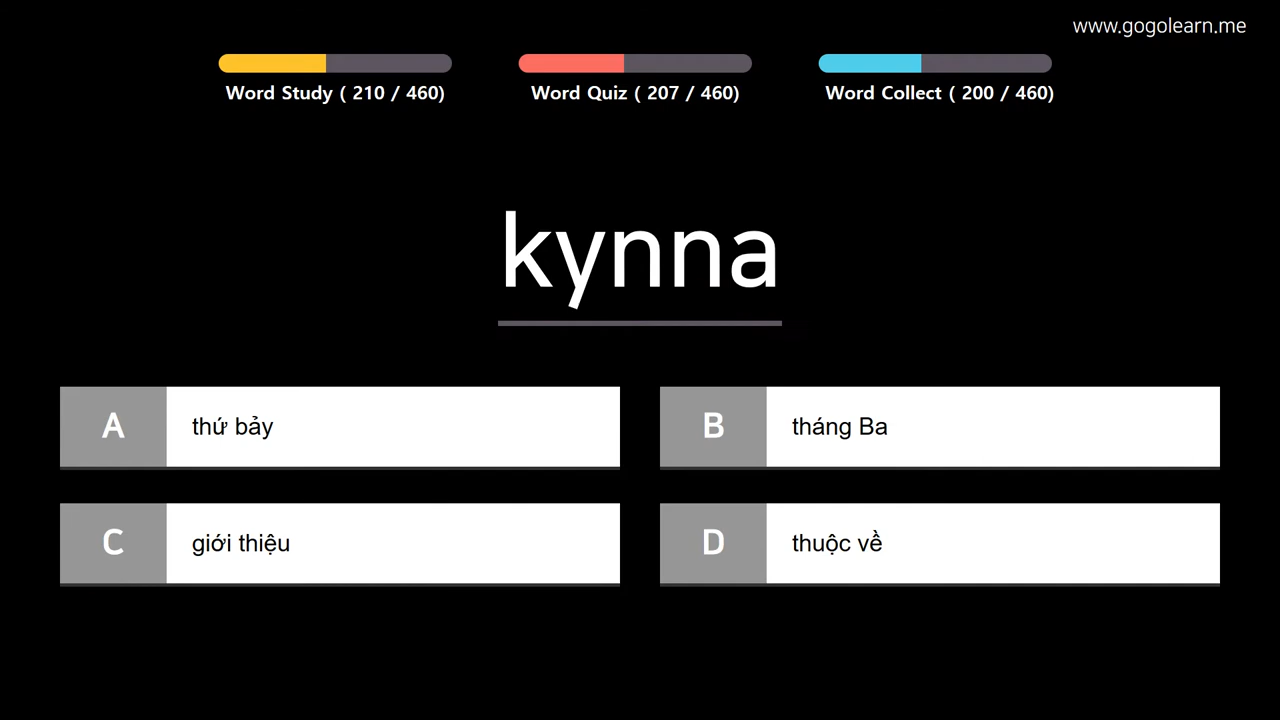 www.gogolearn.me
Word Study ( 210 / 460)
Word Quiz ( 207 / 460)
Word Collect ( 200 / 460)
kynna
A thứ bảy
B tháng Ba
C giới thiệu
D thuộc về